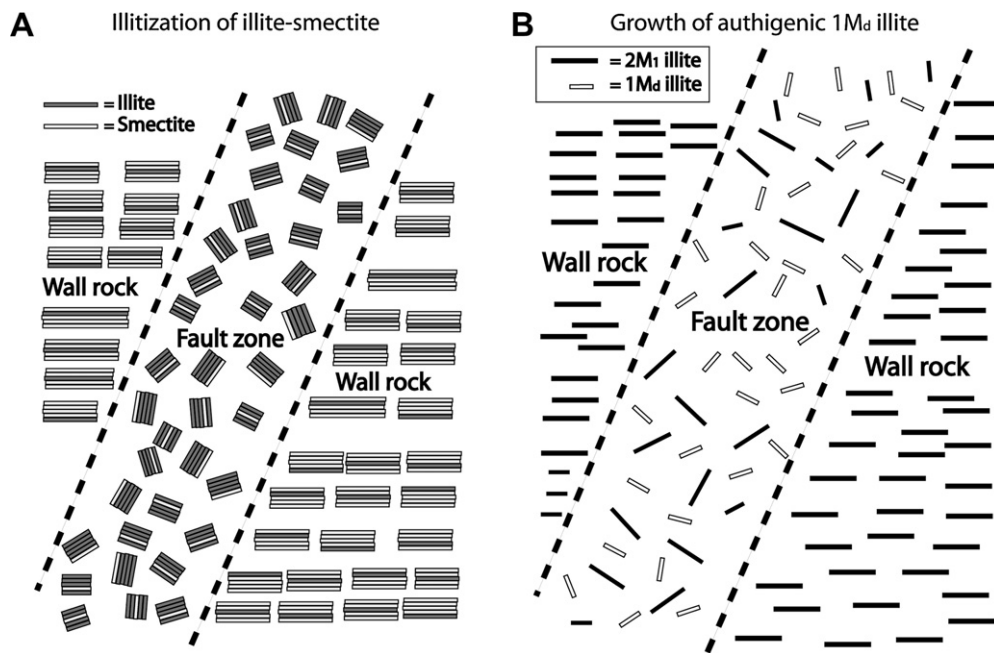 A
Illitization of illite-smectite
= Illite
= Smectite
Wall rock
Fault zone
Wall rock
B
Growth of authigenic 1Md illite
= 2M1 illite
= 1Md illite
Wall rock
Fault zone
Wall rock